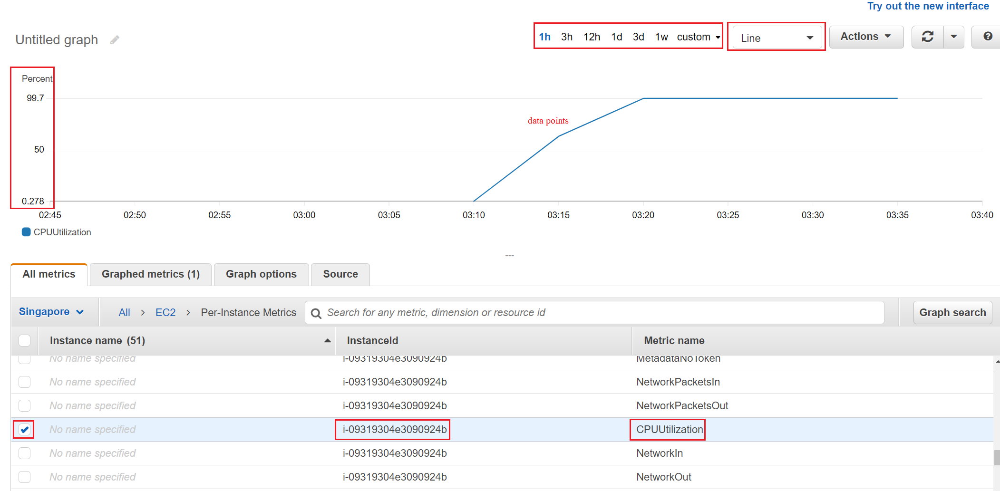 Try out the new interface
Untitled graph
1h 3h 12h 1d 3d 1w custom
Line
Actions
Percent
99.7
data points
50
0.278
02:45 02:50 02:55 03:00 03:05 03:10 03:15 03:20 03:25 03:30 03:35 03:40
CPUUtilization
All metrics Graphed metrics (1) Graph options Source
Singapore All > EC2 > Per-Instance Metrics Search for any metric, dimension or resource id Graph search
Instance name (51) InstanceId Metric name
No name specified i-09319304e3090924b MetadataNoToken
No name specified i-09319304e3090924b NetworkPacketsIn
No name specified i-09319304e3090924b NetworkPacketsOut
No name specified i-09319304e3090924b CPUUtilization
No name specified i-09319304e3090924b NetworkIn
No name specified i-09319304e3090924b NetworkOut